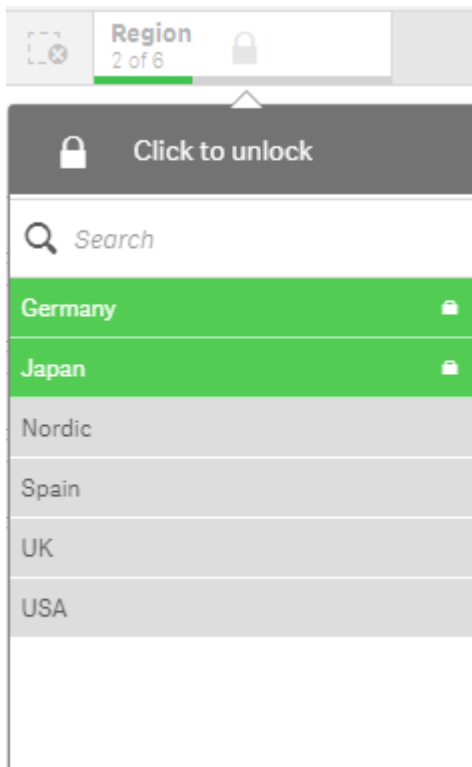 Region
2 of 6
Click to unlock
Search
Germany
Japan
Nordic
Spain
UK
USA